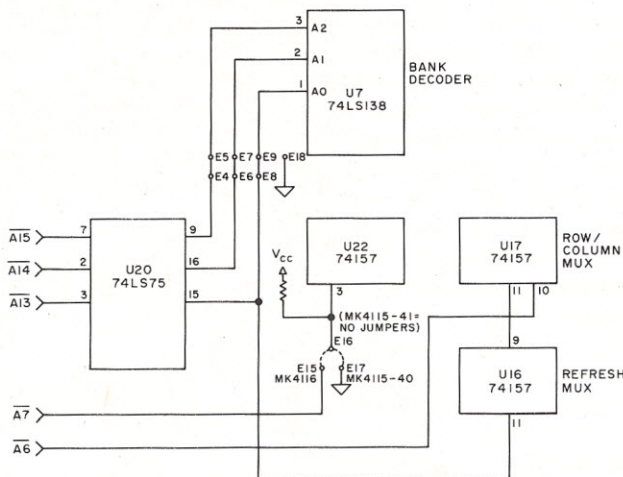 3 A2
2 A1
1 A0
U7
74LS138
BANK
DECODER
E5 E7 E9 E18
E4 E6 E8
A15
A14
A13
7
2
3
U20
74LS75
9
16
15
VCC
U22
74157
3
(MK4115-41=
NO JUMPERS)
E16
E15
MK4116
E17
MK4115-40
U17
74157
11 10
ROW/
COLUMN
MUX
9
U16
74157
11
REFRESH
MUX
A7
A6